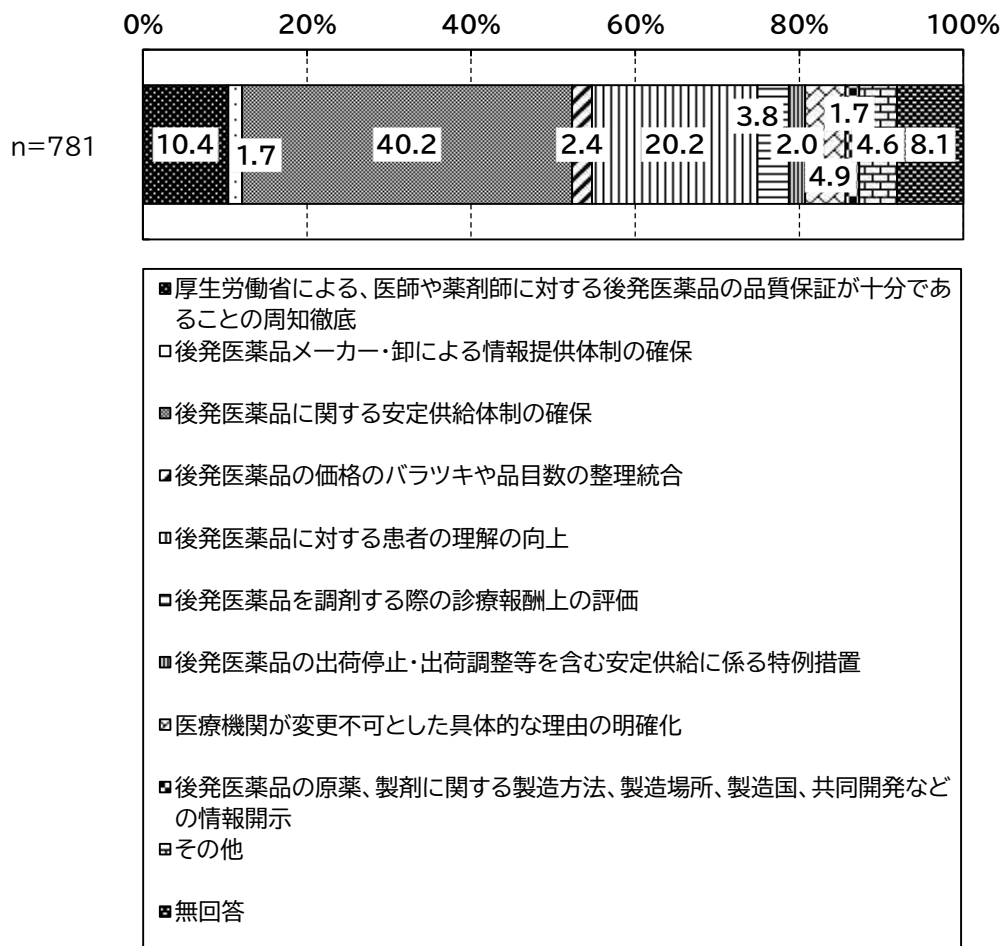 0% 20% 40% 60% 80% 100%
n=781
10.4 1.7 40.2 2.4 20.2 3.8 2.0 4.9 1.7 4.6 8.1
厚生労働省による、医師や薬剤師に対する後発医薬品の品質保証が十分であ
ることの周知徹底
後発医薬品メーカー・卸による情報提供体制の確保
後発医薬品に関する安定供給体制の確保
後発医薬品の価格のバラツキや品目数の整理統合
後発医薬品に対する患者の理解の向上
後発医薬品を調剤する際の診療報酬上の評価
後発医薬品の出荷停止・出荷調整等を含む安定供給に係る特例措置
医療機関が変更不可とした具体的な理由の明確化
後発医薬品の原薬、製剤に関する製造方法、製造場所、製造国、共同開発など
の情報開示
その他
無回答